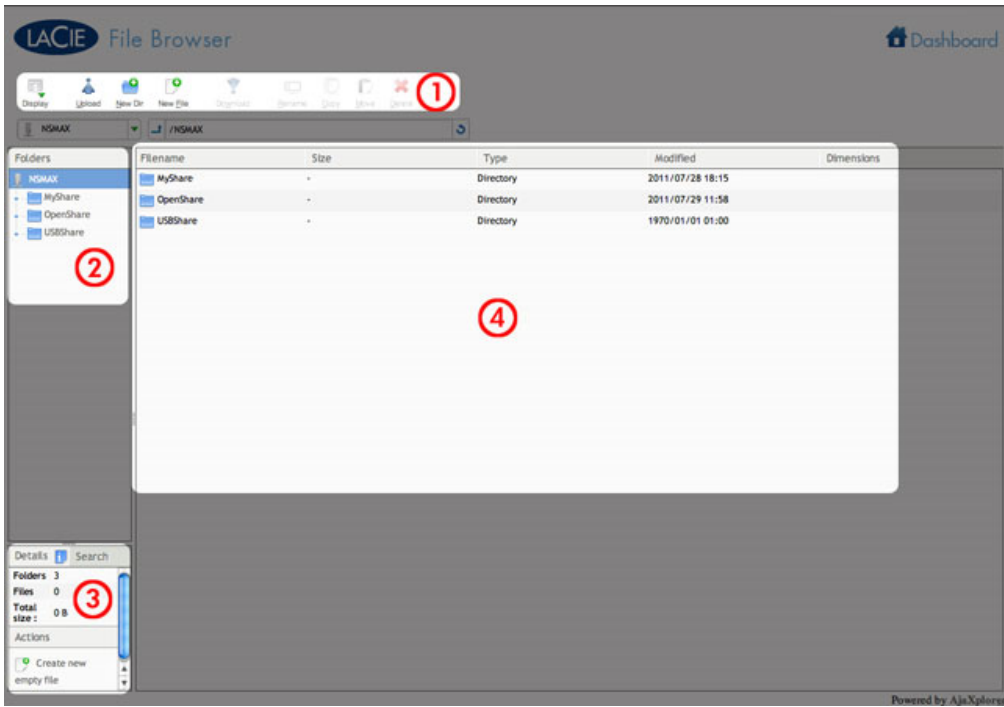 LACIE File Browser
Dashboard
Display Upload New Dir New File Download Rename Copy Move Delete
1
NSMAX /NSMAX
Folders
NSMAX
MyShare
OpenShare
USBShare
2
Filename Size Type Modified Dimensions
MyShare - Directory 2011/07/28 18:15
OpenShare - Directory 2011/07/29 11:58
USBShare - Directory 1970/01/01 01:00
4
Details Search
Folders 3
Files 0
Total size : 0 B
3
Actions
Create new
empty file
Powered by AjaXplorer